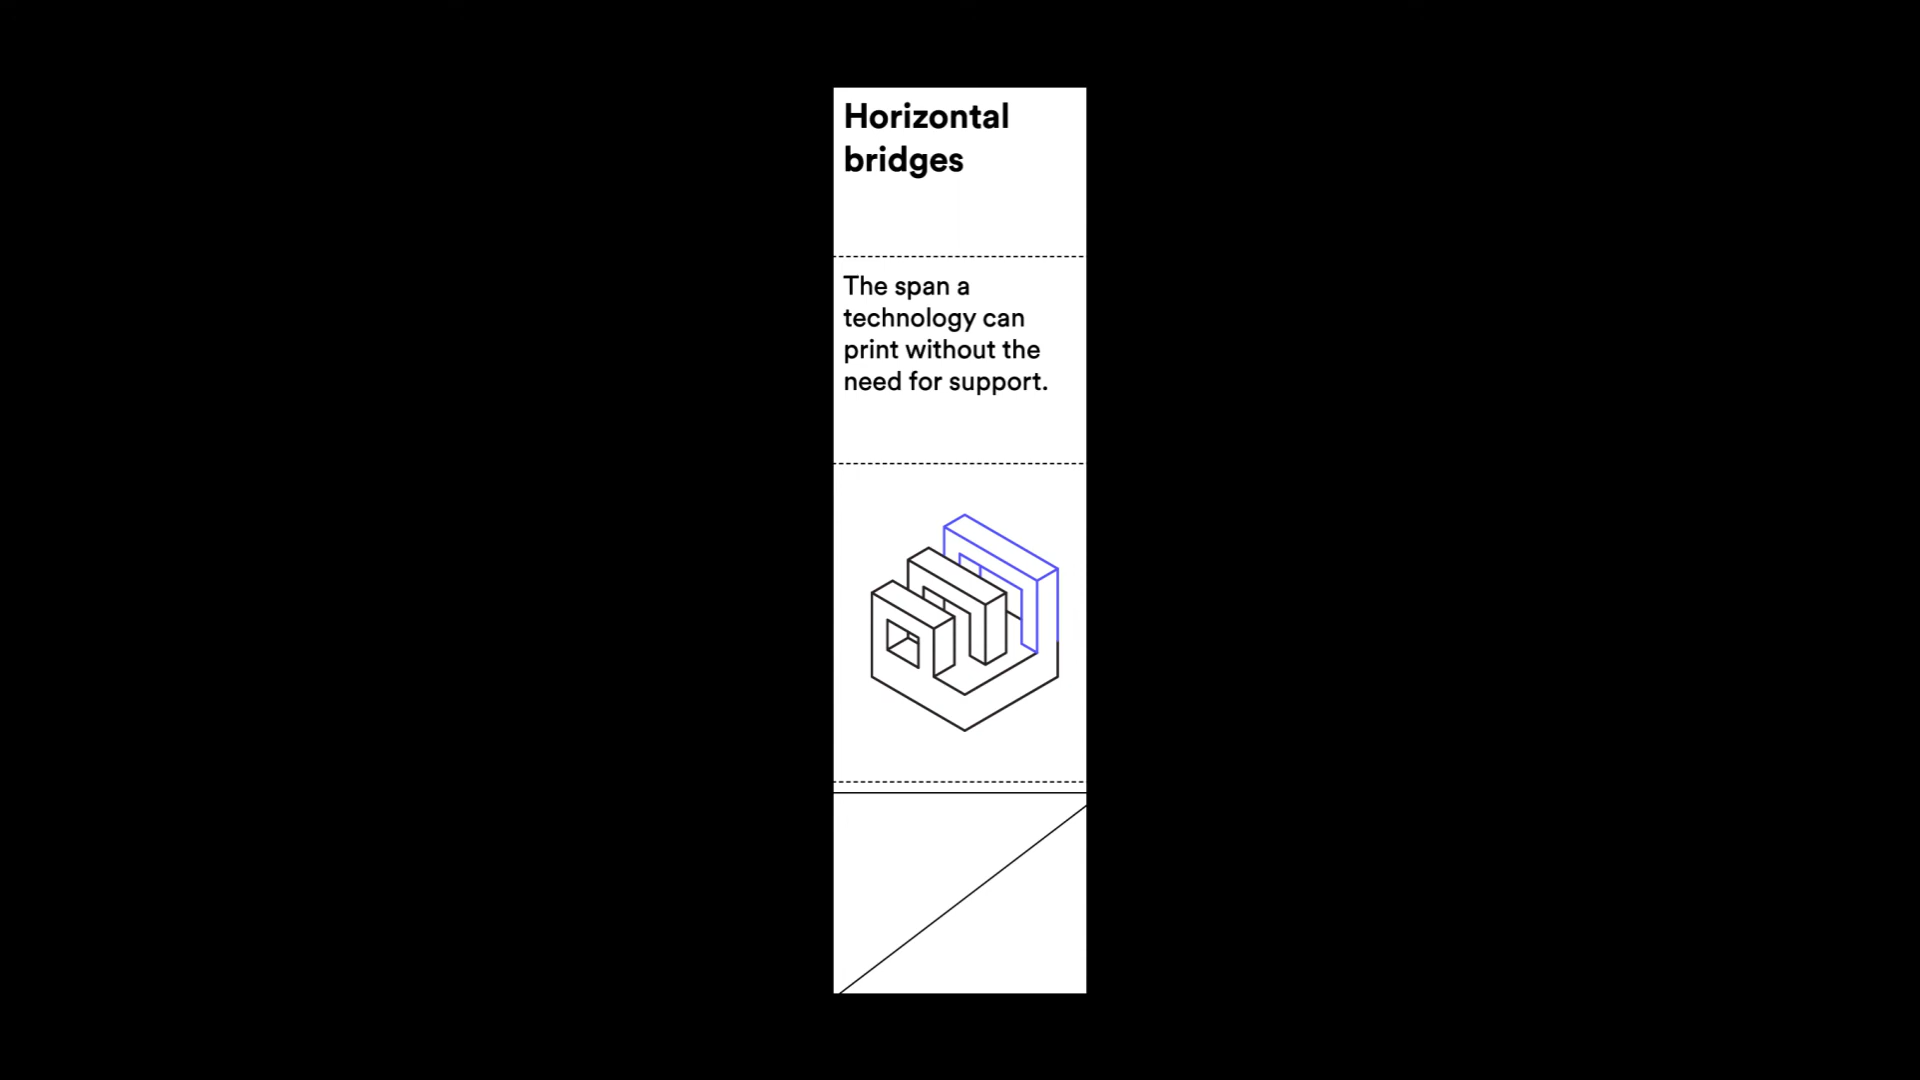 Horizontal
bridges
The span a
technology can
print without the
need for support.